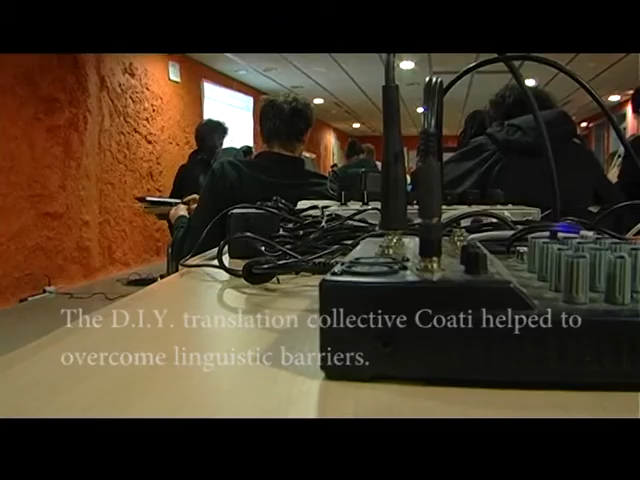 The D.I.Y. translation collective Coati helped to
overcome linguistic barriers.